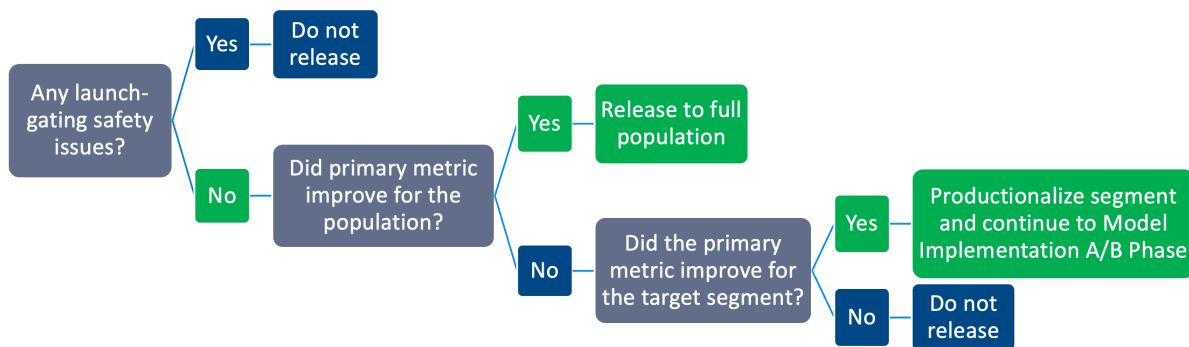 Any launch-
gating safety
issues?
Yes
Do not
release
No
Did primary metric
improve for the
population?
Yes
Release to full
population
No
Did the primary
metric improve for
the target segment?
Yes
Productionalize segment
and continue to Model
Implementation A/B Phase
No
Do not
release